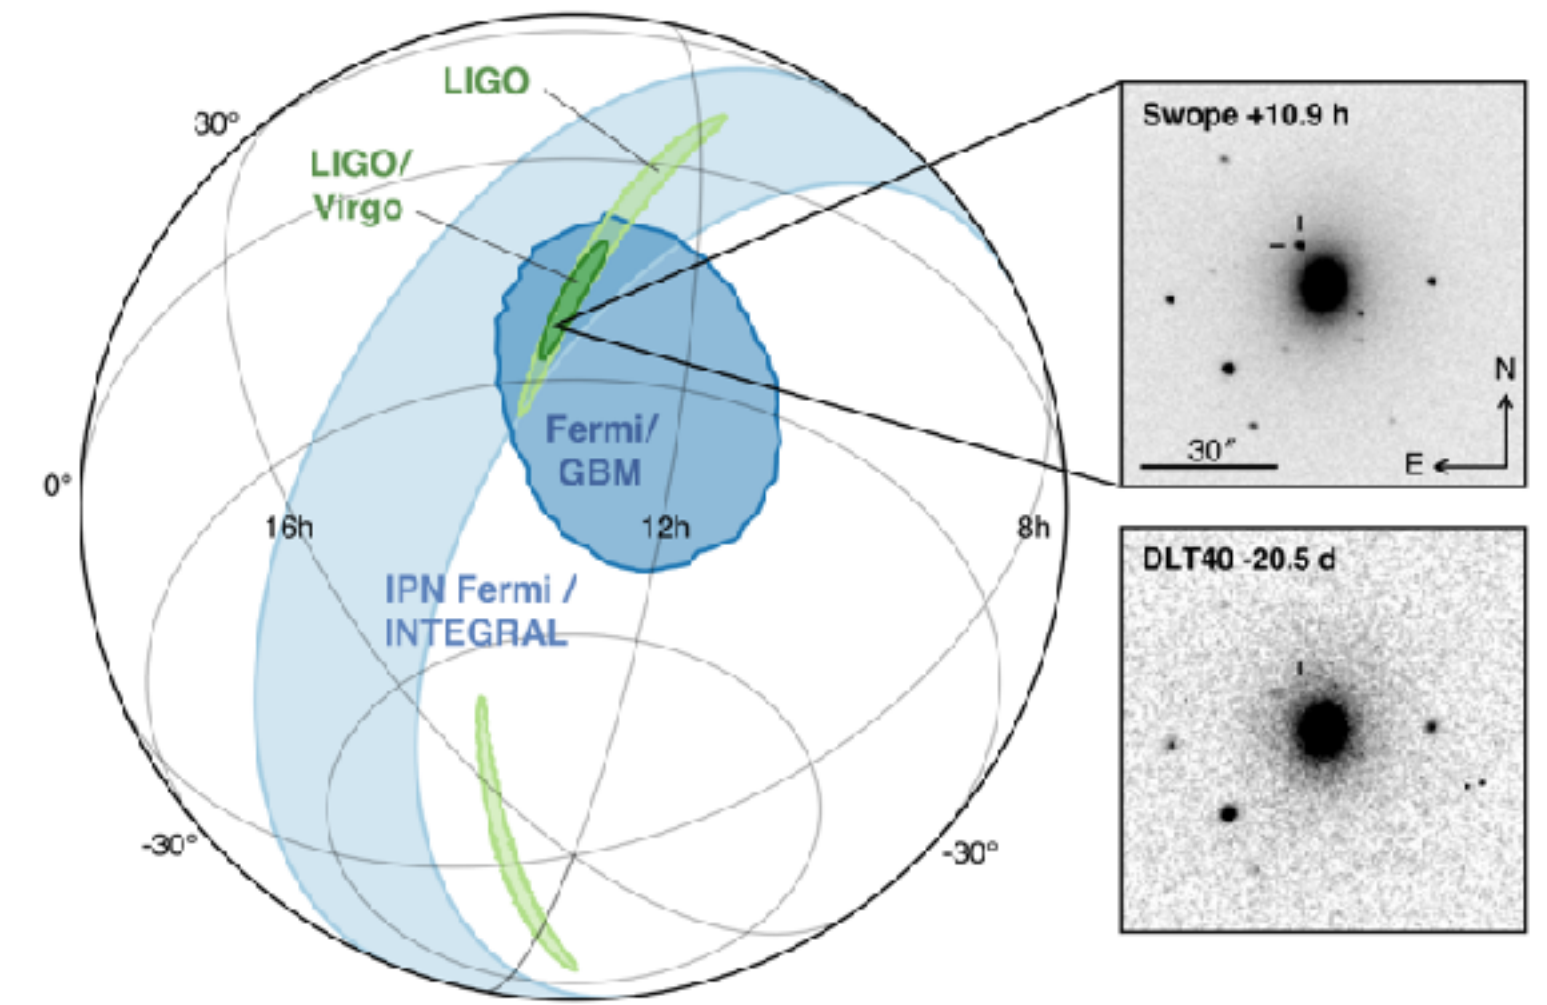 LIGO
30°
LIGO/
Virgo
Fermi/
GBM
0°
16h
12h
8h
IPN Fermi /
INTEGRAL
-30°
-30°
Swope +10.9 h
N
30"
E
DLT40 -20.5 d